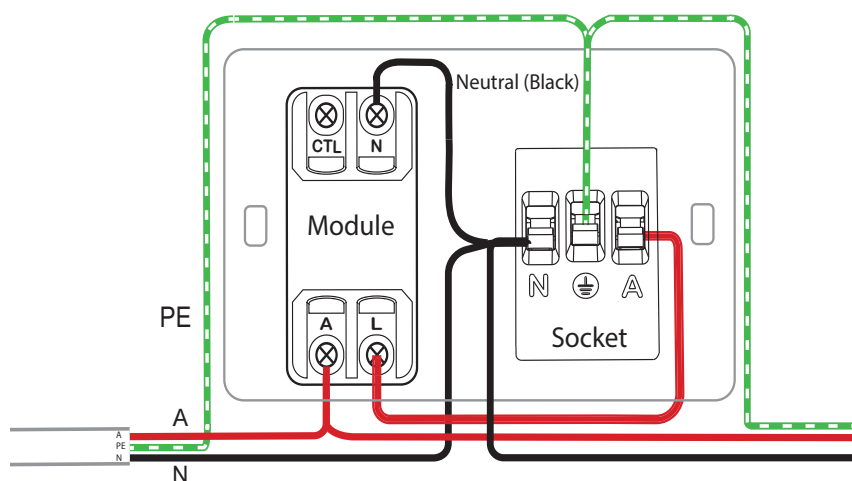 Neutral (Black)
CTL N
Module
N A
PE
A L
Socket
A
A
PE
N
N